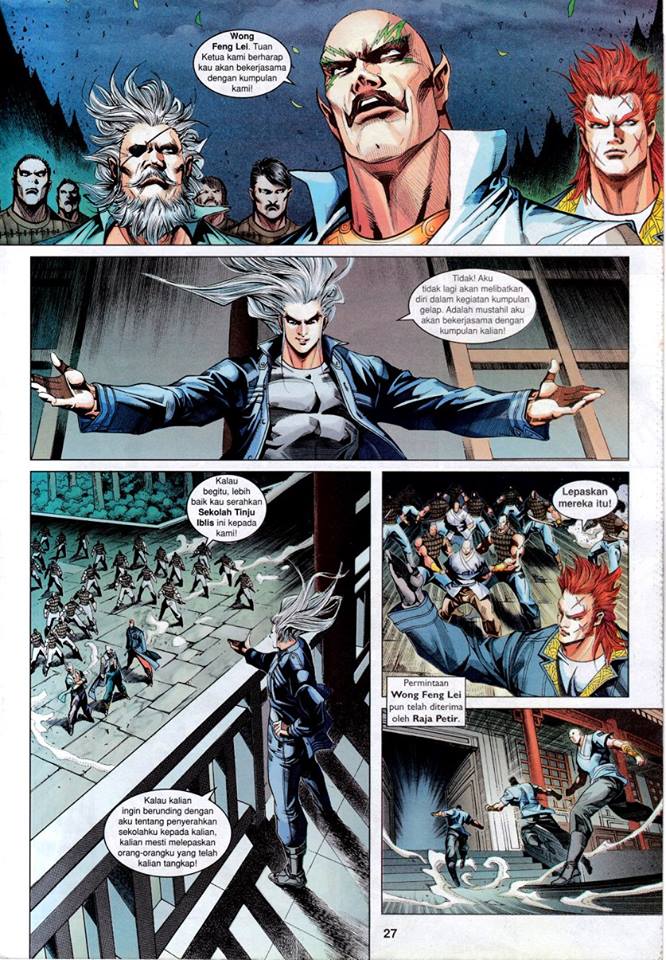 Wong
Feng Lei. Tuan
Ketua kami berharap
kau akan bekerjasama
dengan kumpulan
kami!
Tidak! Aku
tidak lagi akan melibatkan
diri dalam kegiatan kumpulan
gelap. Adalah mustahil aku
akan bekerjasama dengan
kumpulan kalian!
Kalau
begitu, lebih
baik kau serahkan
Sekolah Tinju
Iblis ini kepada
kami!
Kalau kalian
ingin berunding dengan
aku tentang penyerahkan
sekolahku kepada kalian,
kalian mesti melepaskan
orang-orangku yang telah
kalian tangkap!
Lepaskan
mereka itu!
Permintaan
Wong Feng Lei
pun telah diterima
oleh Raja Petir.
27